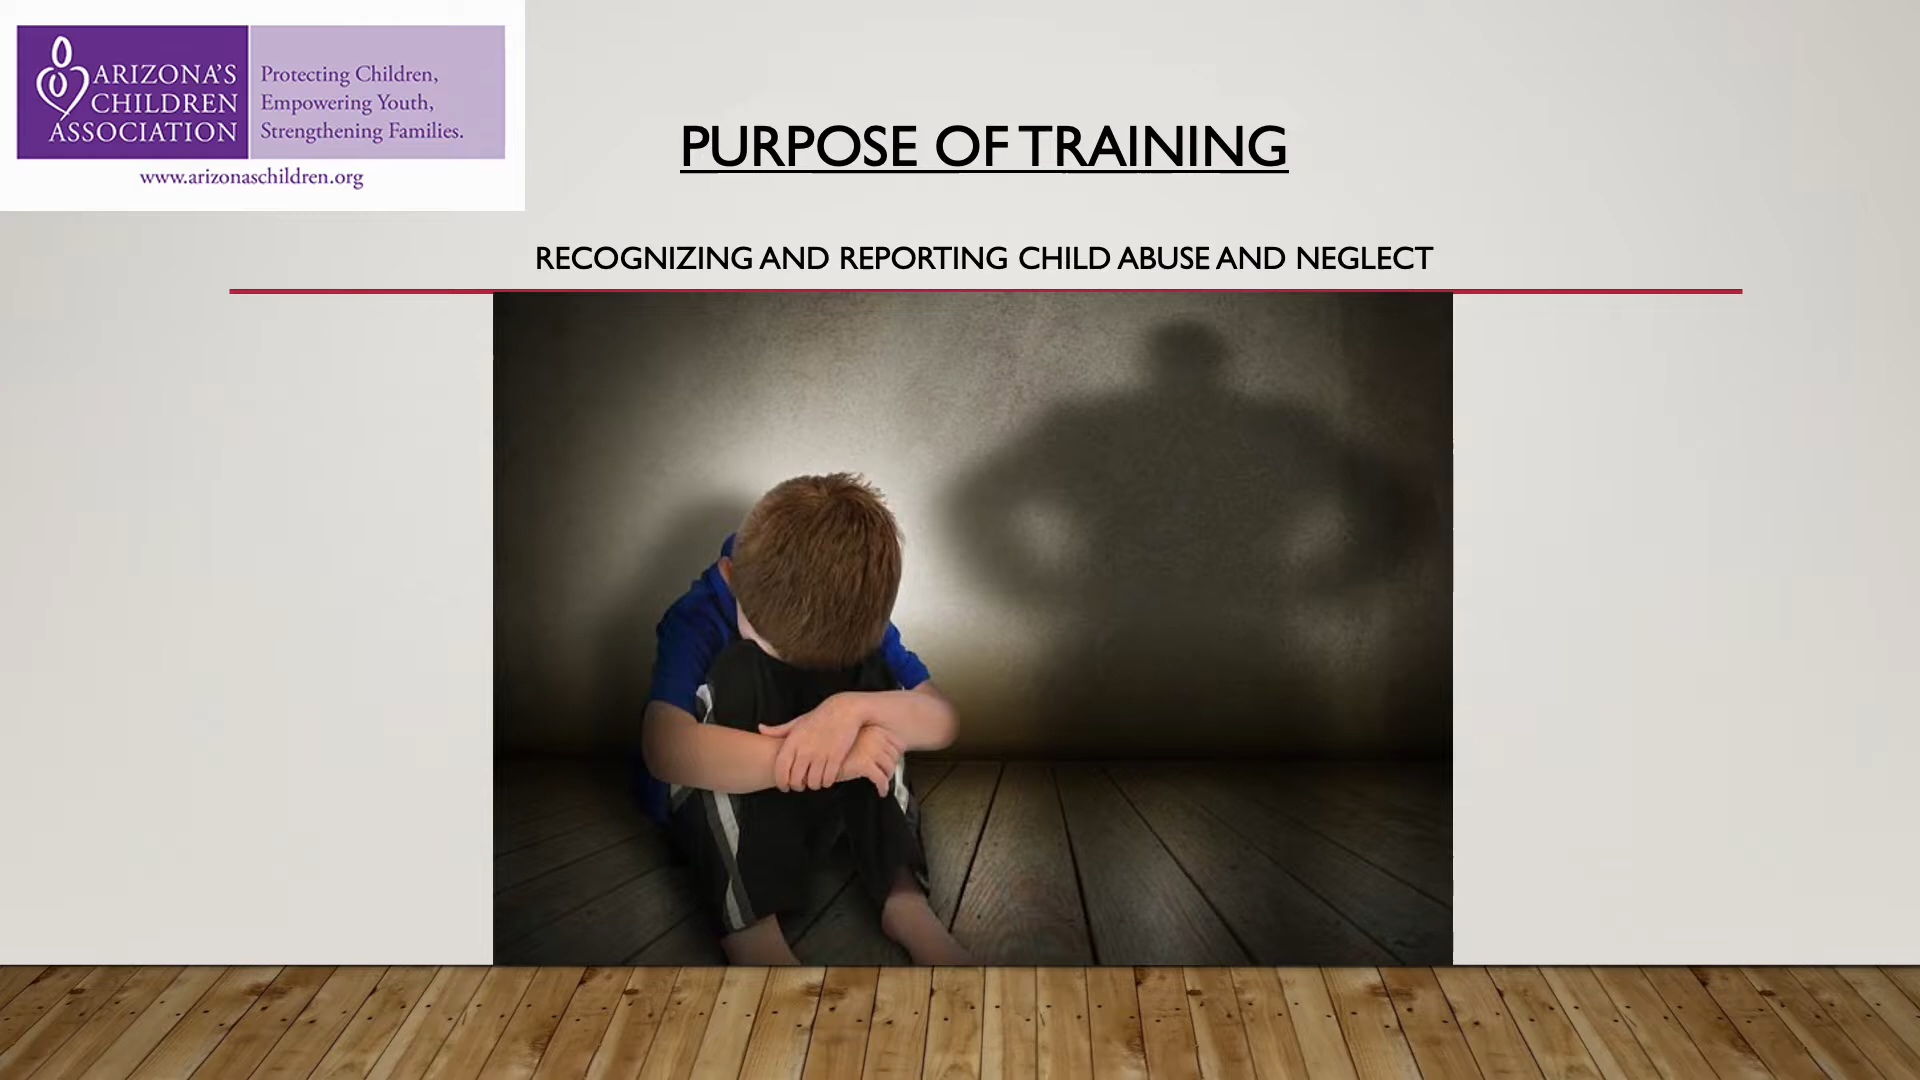 ARIZONA'S
CHILDREN
ASSOCIATION
Protecting Children,
Empowering Youth,
Strengthening Families.
www.arizonaschildren.org
PURPOSE OF TRAINING
RECOGNIZING AND REPORTING CHILD ABUSE AND NEGLECT